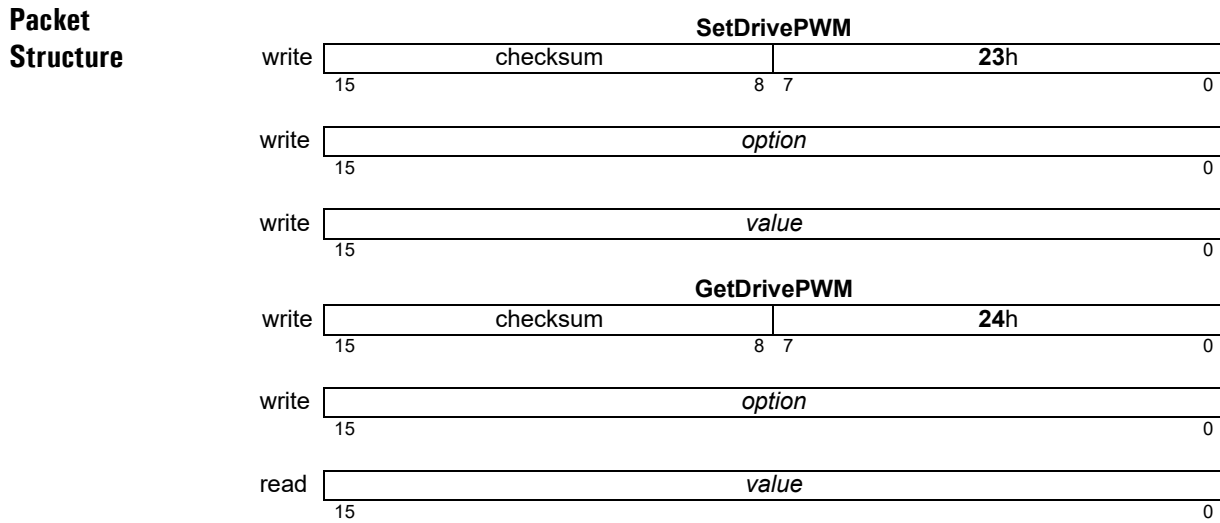 Packet
Structure
SetDrivePWM
write checksum 23h
15 8 7 0
write option
15 0
write value
15 0
GetDrivePWM
write checksum 24h
15 8 7 0
write option
15 0
read value
15 0